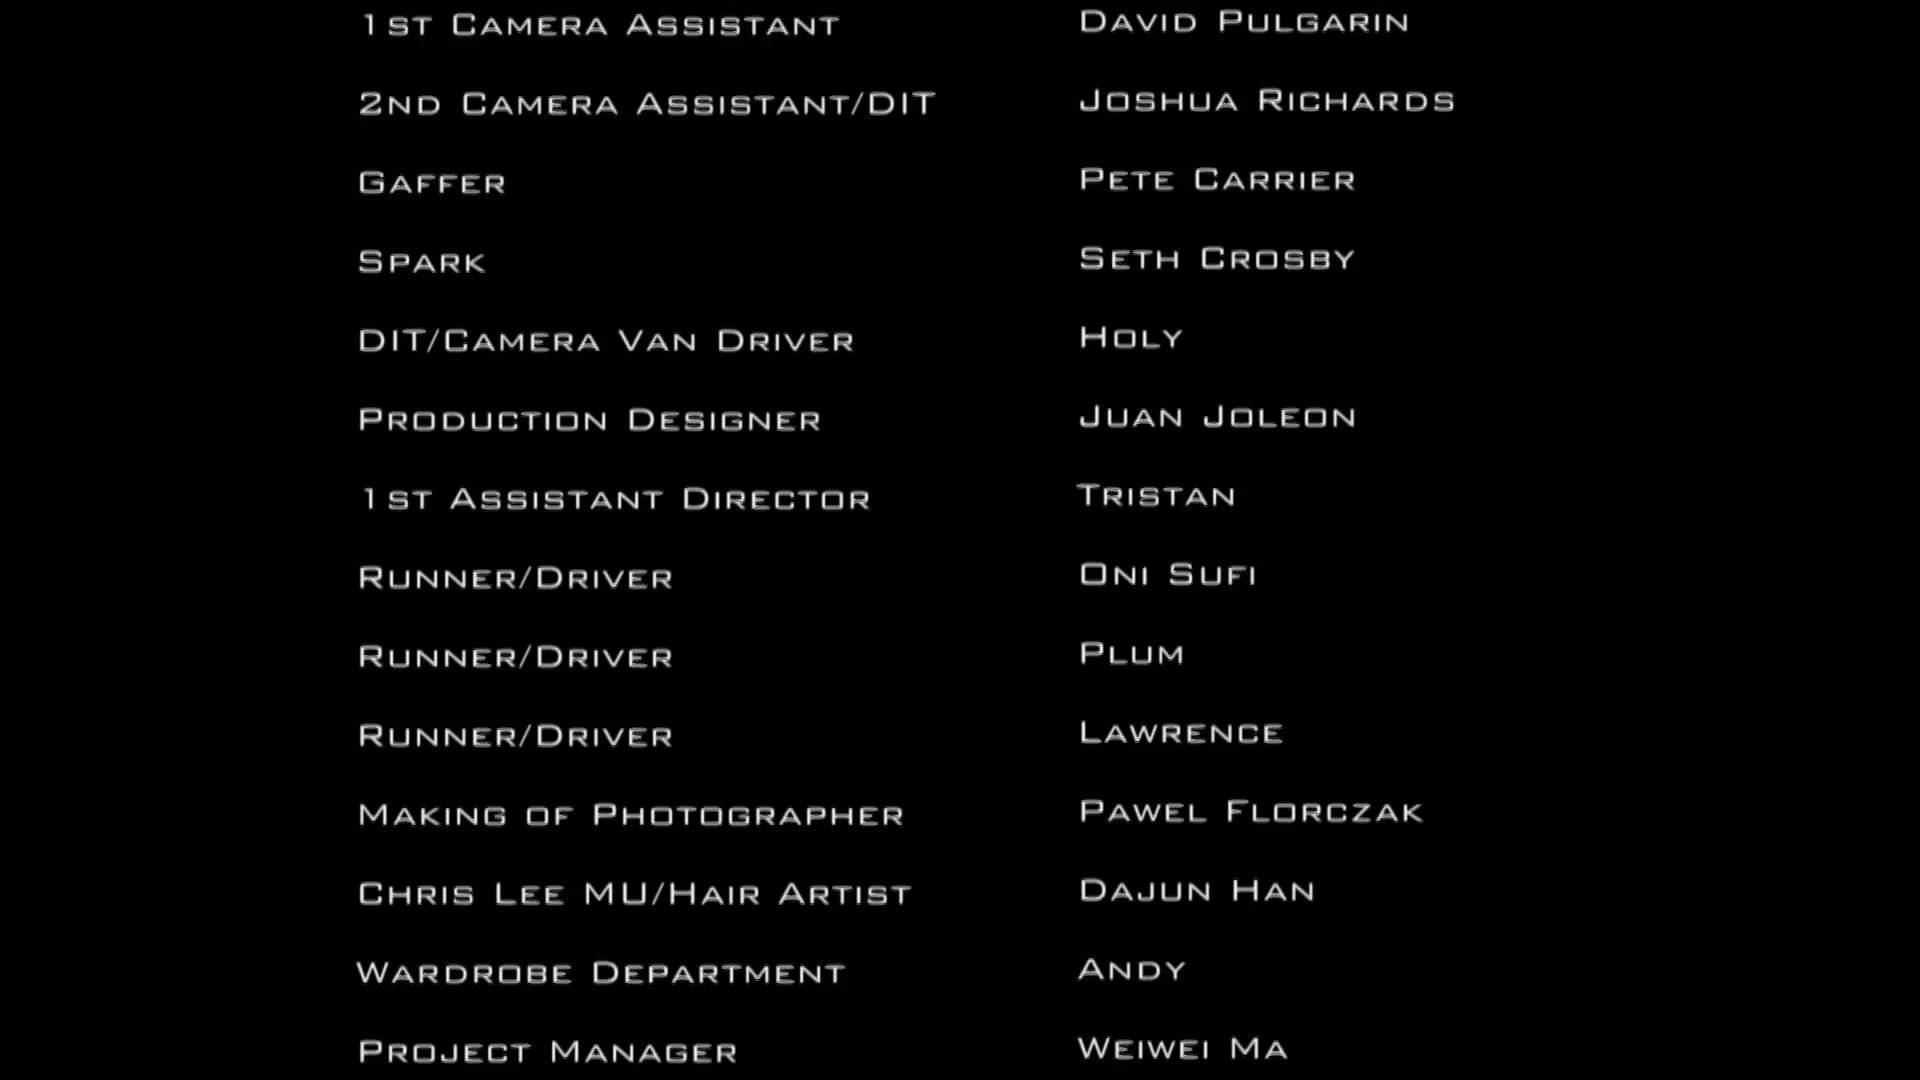 1st Camera Assistant David Pulgarin
2nd Camera Assistant/DIT Joshua Richards
Gaffer Pete Carrier
Spark Seth Crosby
DIT/Camera Van Driver Holy
Production Designer Juan Joleon
1st Assistant Director Tristan
Runner/Driver Oni Sufi
Runner/Driver Plum
Runner/Driver Lawrence
Making of Photographer Pawel Florczak
Chris Lee MU/Hair Artist Dajun Han
Wardrobe Department Andy
Project Manager Weiwei Ma